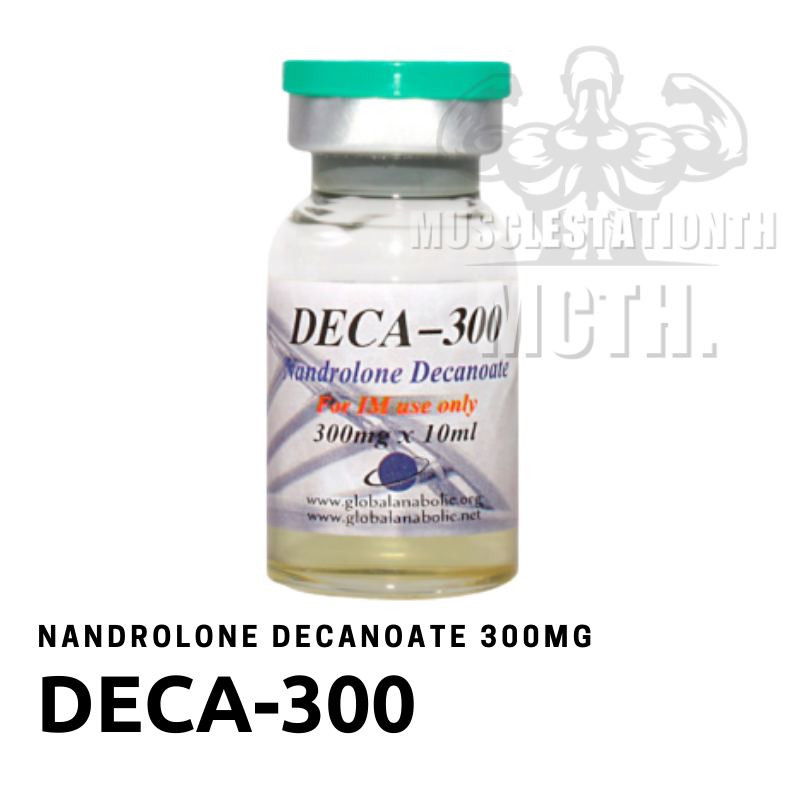 MUSCLESTATIONTH
MCTH.
DECA-300
Nandrolone Decanoate
For IM use only
300mg x 10ml
www.globalanabolic.org
www.globalanabolic.net
NANDROLONE DECANOATE 300MG
DECA-300